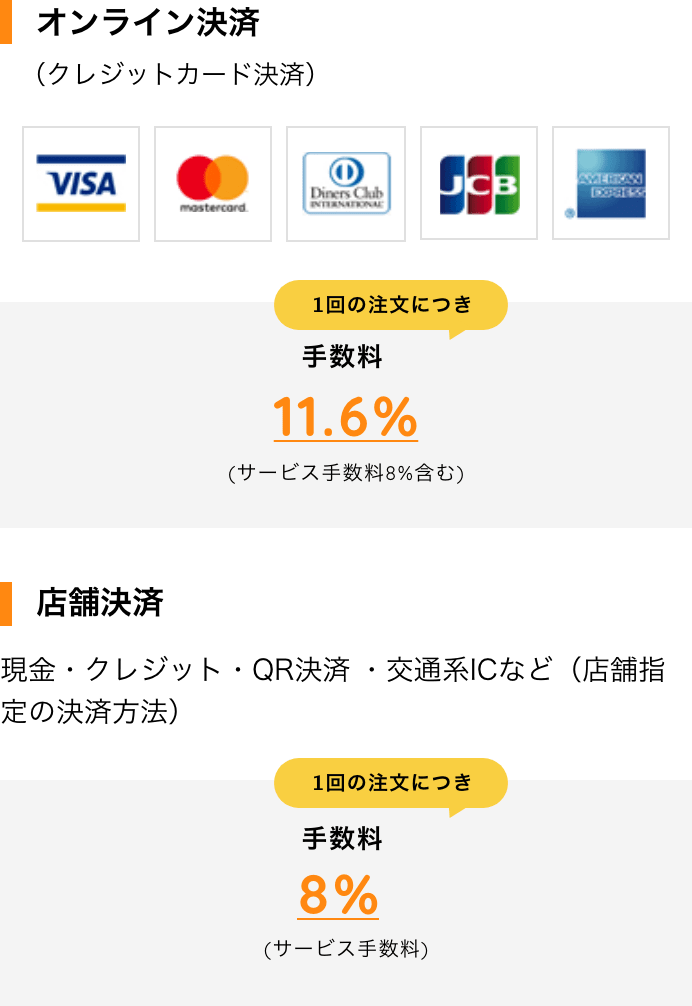 オンライン決済
（クレジットカード決済）
VISA
mastercard.
Diners Club
INTERNATIONAL
JCB
AMERICAN
EXPRESS
®
1回の注文につき
手数料
11.6%
(サービス手数料8%含む)
店舗決済
現金・クレジット・QR決済 ・交通系ICなど（店舗指
定の決済方法）
1回の注文につき
手数料
8%
(サービス手数料)